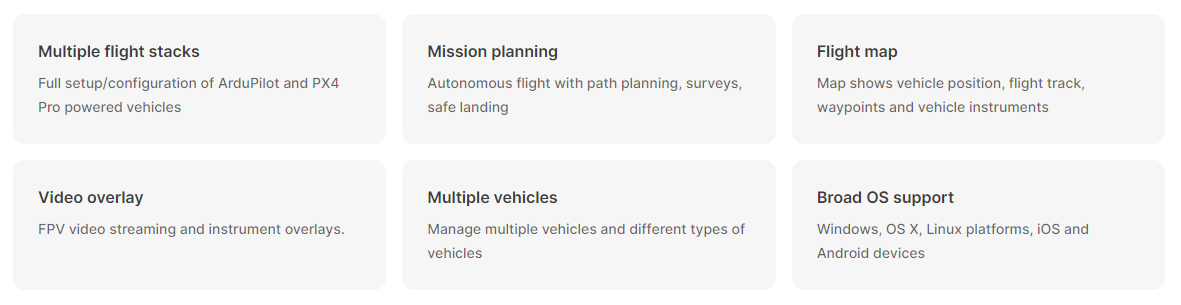 Multiple flight stacks
Full setup/configuration of ArduPilot and PX4
Pro powered vehicles
Mission planning
Autonomous flight with path planning, surveys,
safe landing
Flight map
Map shows vehicle position, flight track,
waypoints and vehicle instruments
Video overlay
FPV video streaming and instrument overlays.
Multiple vehicles
Manage multiple vehicles and different types of
vehicles
Broad OS support
Windows, OS X, Linux platforms, iOS and
Android devices